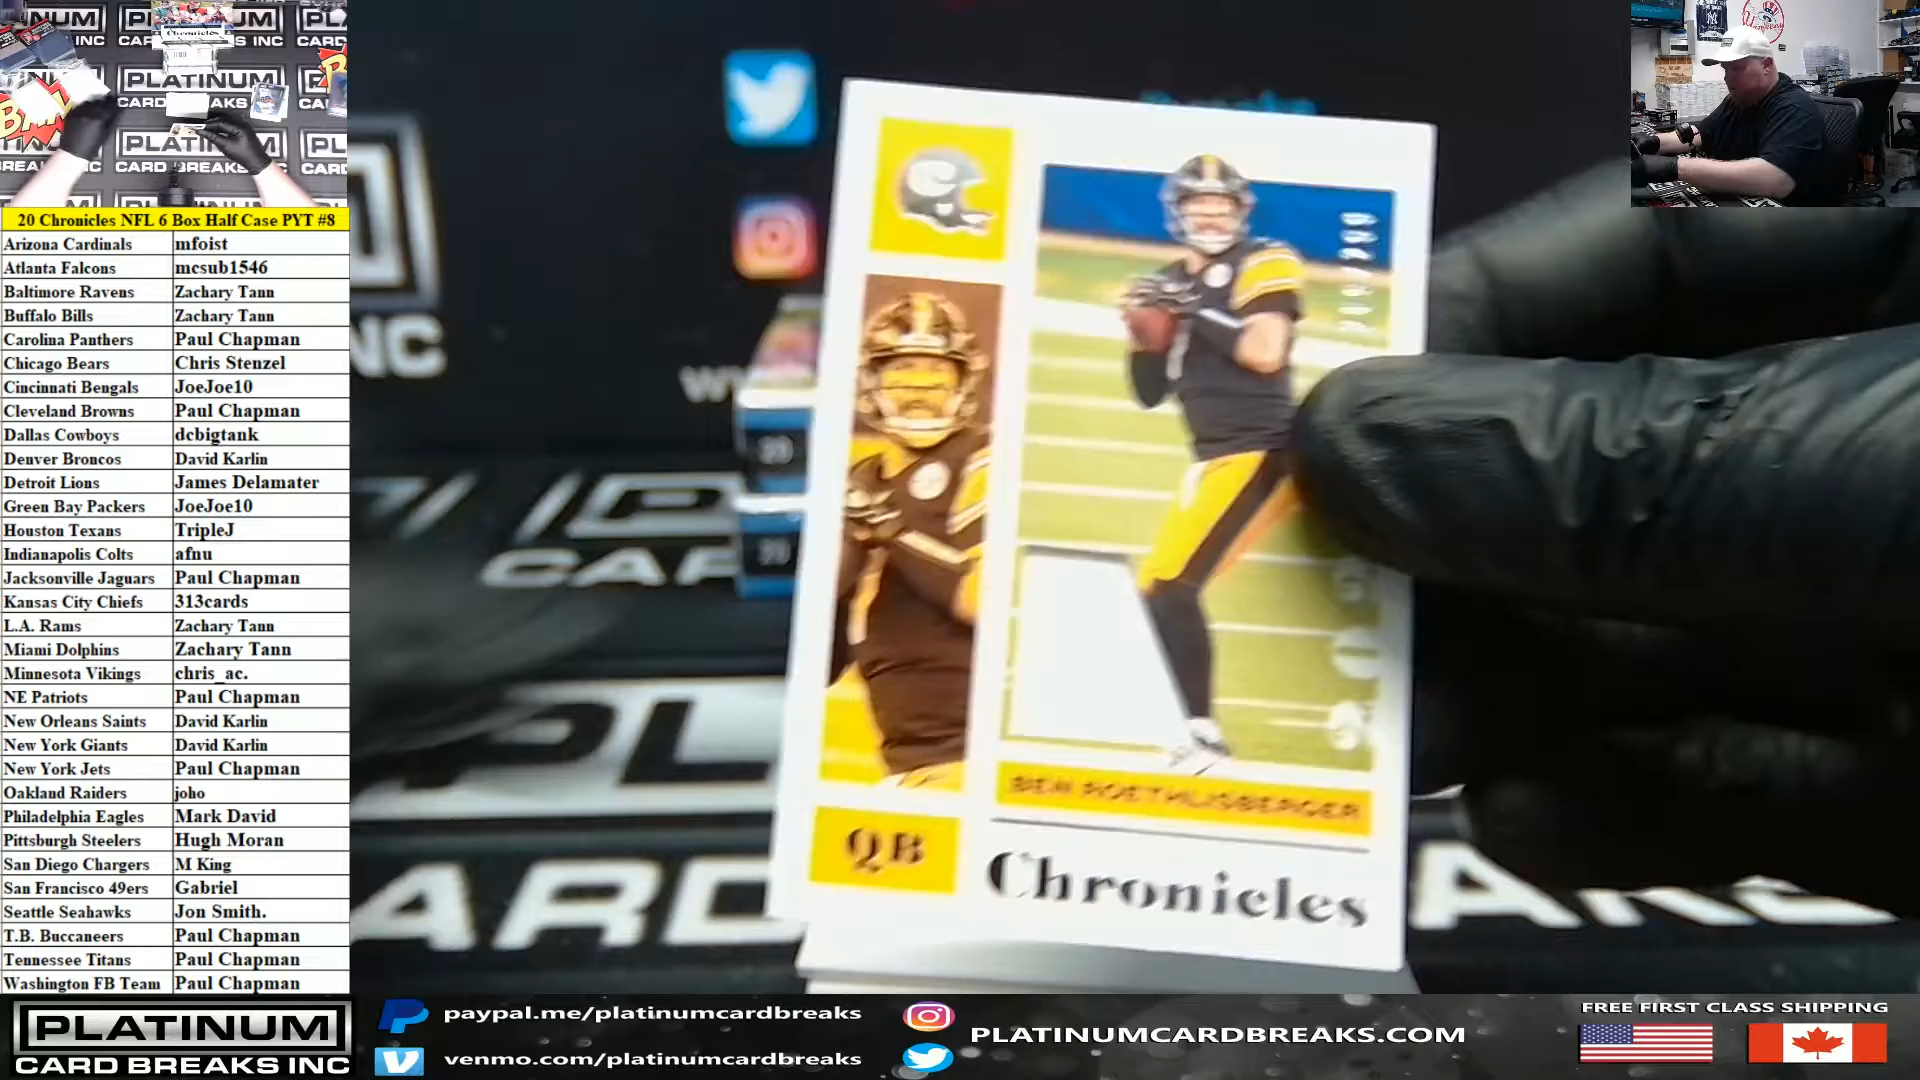 Chronicles
PLATINUM
CARD BREAKS INC
20 Chronicles NFL 6 Box Half Case PYT #8
Arizona Cardinals mfoist
Atlanta Falcons mcsub1546
Baltimore Ravens Zachary Tann
Buffalo Bills Zachary Tann
Carolina Panthers Paul Chapman
Chicago Bears Chris Stenzel
Cincinnati Bengals JoeJoe10
Cleveland Browns Paul Chapman
Dallas Cowboys dcbigtank
Denver Broncos David Karlin
Detroit Lions James Delamater
Green Bay Packers JoeJoe10
Houston Texans TripleJ
Indianapolis Colts afnu
Jacksonville Jaguars Paul Chapman
Kansas City Chiefs 313cards
L.A. Rams Zachary Tann
Miami Dolphins Zachary Tann
Minnesota Vikings chris_ac.
NE Patriots Paul Chapman
New Orleans Saints David Karlin
New York Giants David Karlin
New York Jets Paul Chapman
Oakland Raiders joho
Philadelphia Eagles Mark David
Pittsburgh Steelers Hugh Moran
San Diego Chargers M King
San Francisco 49ers Gabriel
Seattle Seahawks Jon Smith.
T.B. Buccaneers Paul Chapman
Tennessee Titans Paul Chapman
Washington FB Team Paul Chapman
BEN ROETHLISBERGER
QB
Chronicles
PLATINUM
CARD BREAKS INC
paypal.me/platinumcardbreaks
venmo.com/platinumcardbreaks
PLATINUMCARDBREAKS.COM
FREE FIRST CLASS SHIPPING